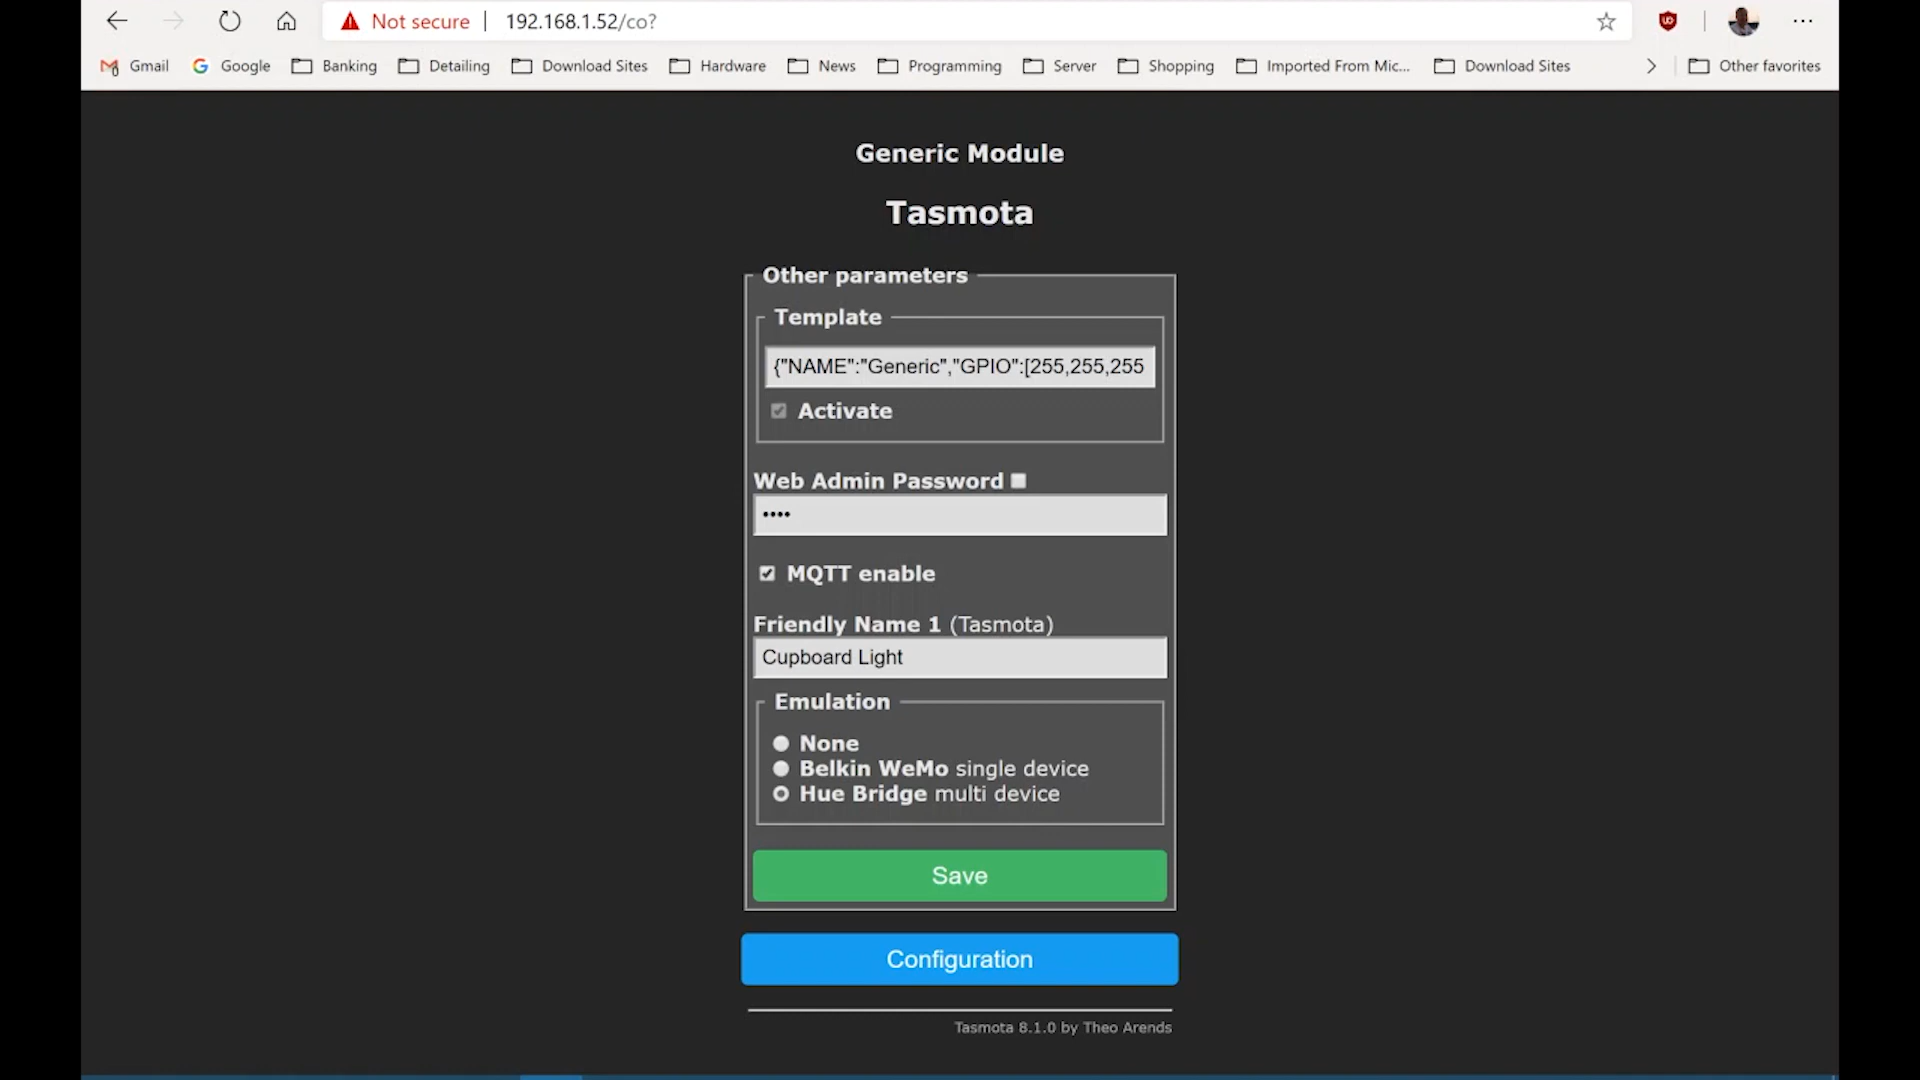 Not secure | 192.168.1.52/co?
Gmail Google Banking Detailing Download Sites Hardware News Programming Server Shopping Imported From Mic... Download Sites Other favorites
Generic Module
Tasmota
Other parameters
Template
{"NAME":"Generic","GPIO":[255,255,255
Activate
Web Admin Password
••••
MQTT enable
Friendly Name 1 (Tasmota)
Cupboard Light
Emulation
None
Belkin WeMo single device
Hue Bridge multi device
Save
Configuration
Tasmota 8.1.0 by Theo Arends